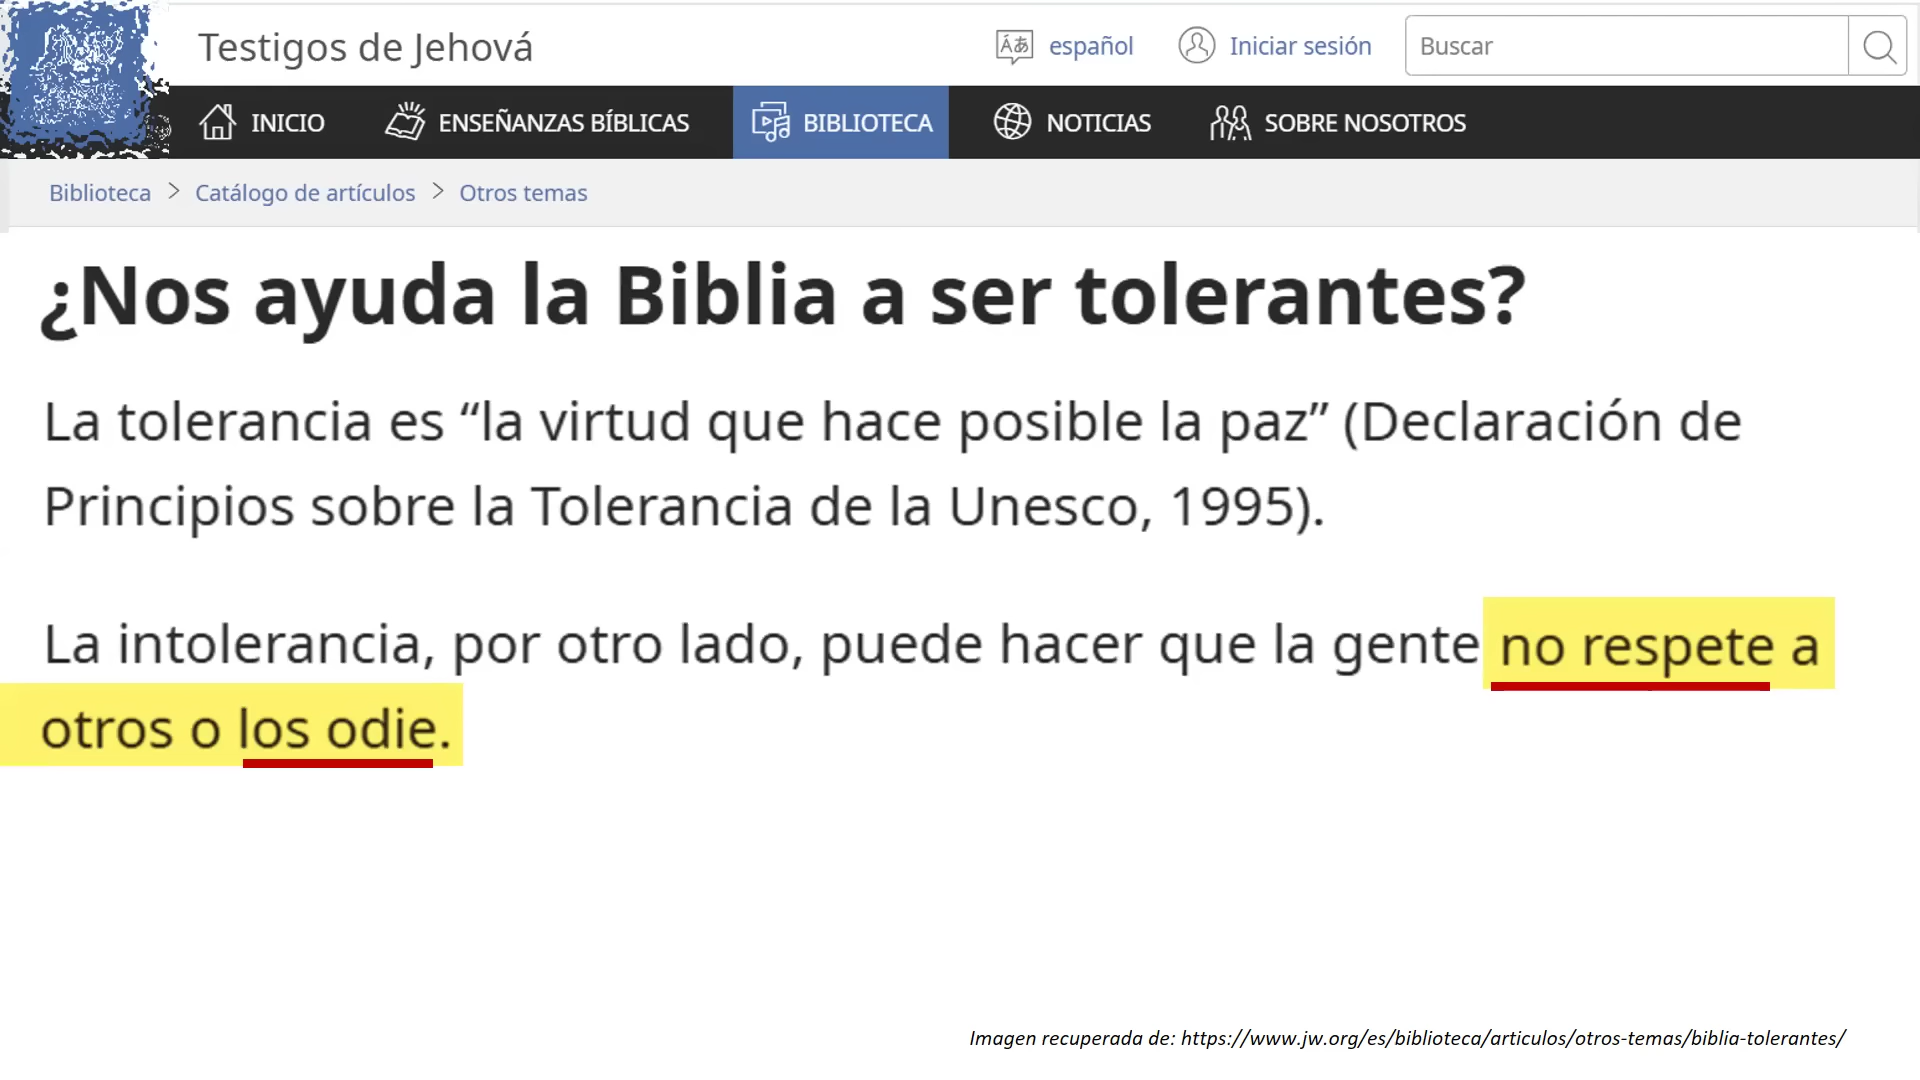 Testigos de Jehová
español
Iniciar sesión
Buscar
INICIO
ENSEÑANZAS BÍBLICAS
BIBLIOTECA
NOTICIAS
SOBRE NOSOTROS
Biblioteca > Catálogo de artículos > Otros temas
¿Nos ayuda la Biblia a ser tolerantes?
La tolerancia es “la virtud que hace posible la paz” (Declaración de
Principios sobre la Tolerancia de la Unesco, 1995).
La intolerancia, por otro lado, puede hacer que la gente no respete a
otros o los odie.
Imagen recuperada de: https://www.jw.org/es/biblioteca/articulos/otros-temas/biblia-tolerantes/